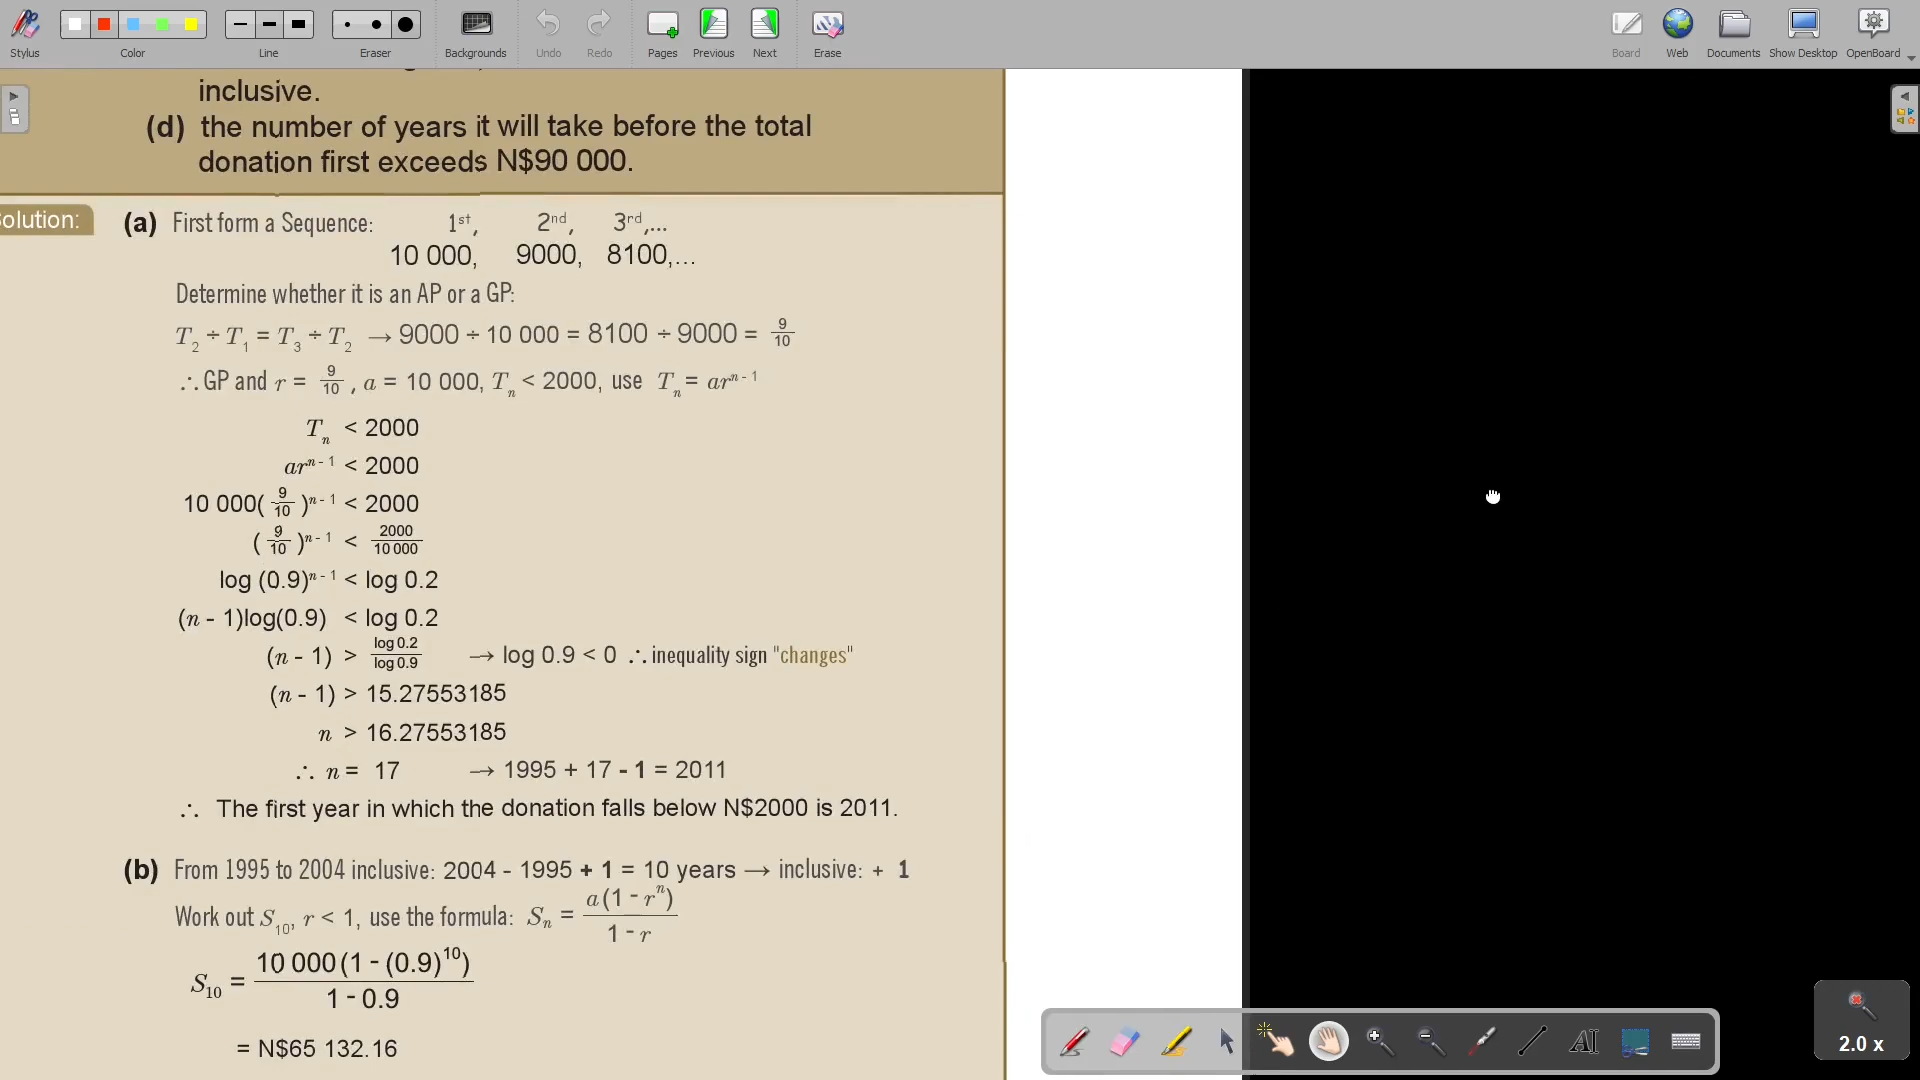 Stylus
Color
Line
Eraser
Backgrounds
Undo
Redo
Pages
Previous
Next
Erase
Board
Web
Documents
Show Desktop
OpenBoard
inclusive.
(d) the number of years it will take before the total
donation first exceeds N$90 000.
olution:
(a) First form a Sequence: 1st, 2nd, 3rd,...
10 000, 9000, 8100,...
Determine whether it is an AP or a GP:
T₂ ÷ T₁ = T₃ ÷ T₂ → 9000 ÷ 10 000 = 8100 ÷ 9000 = 9/10
∴ GP and r = 9/10, a = 10 000, Tₙ < 2000, use Tₙ = arⁿ⁻¹
Tₙ < 2000
arⁿ⁻¹ < 2000
10 000(9/10)ⁿ⁻¹ < 2000
(9/10)ⁿ⁻¹ < 2000/10 000
log (0.9)ⁿ⁻¹ < log 0.2
(n - 1)log(0.9) < log 0.2
(n - 1) > log 0.2/log 0.9 → log 0.9 < 0 ∴ inequality sign "changes"
(n - 1) > 15.27553185
n > 16.27553185
∴ n = 17 → 1995 + 17 - 1 = 2011
∴ The first year in which the donation falls below N$2000 is 2011.
(b) From 1995 to 2004 inclusive: 2004 - 1995 + 1 = 10 years → inclusive: + 1
Work out S₁₀, r < 1, use the formula: Sₙ = a(1 - rⁿ)/1 - r
S₁₀ = 10 000(1 - (0.9)¹⁰)/1 - 0.9
= N$65 132.16
2.0 x